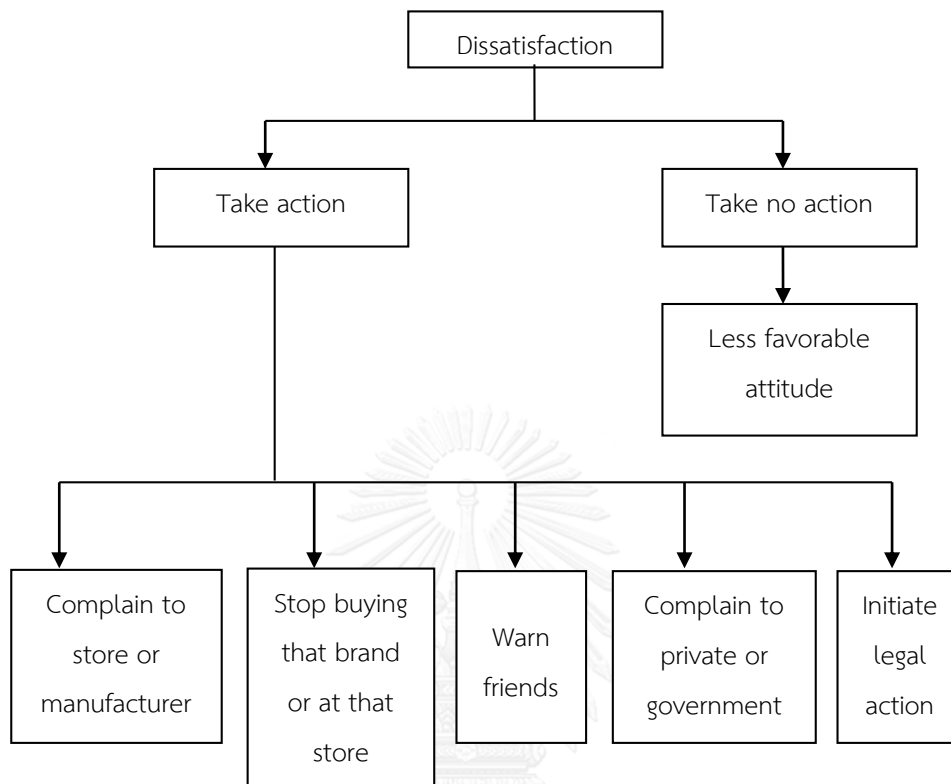 Dissatisfaction
Take action
Take no action
Less favorable
attitude
Complain to
store or
manufacturer
Stop buying
that brand
or at that
store
Warn
friends
Complain to
private or
government
Initiate
legal
action